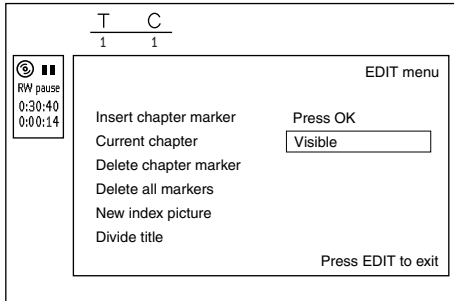 T C
1 1
RW pause
0:30:40
0:00:14
EDIT menu
Insert chapter marker Press OK
Current chapter Visible
Delete chapter marker
Delete all markers
New index picture
Divide title
Press EDIT to exit